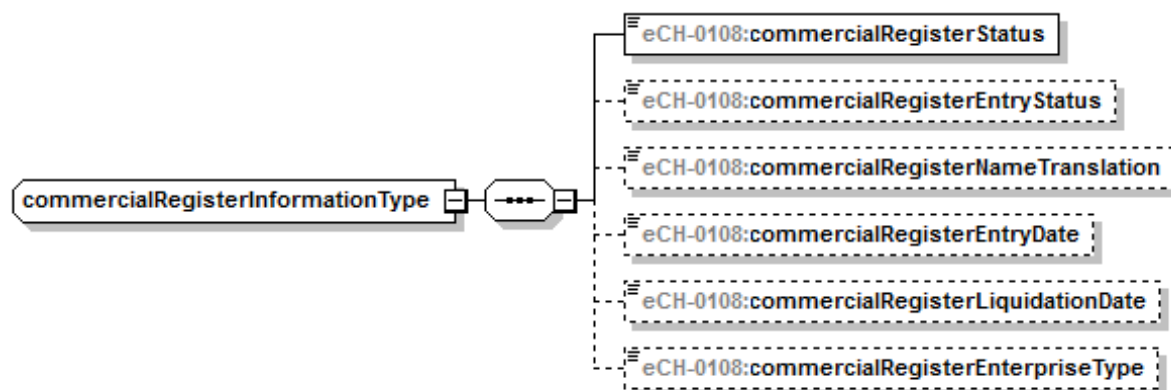 eCH-0108:commercialRegisterStatus
eCH-0108:commercialRegisterEntryStatus
eCH-0108:commercialRegisterNameTranslation
commercialRegisterInformationType
eCH-0108:commercialRegisterEntryDate
eCH-0108:commercialRegisterLiquidationDate
eCH-0108:commercialRegisterEnterpriseType